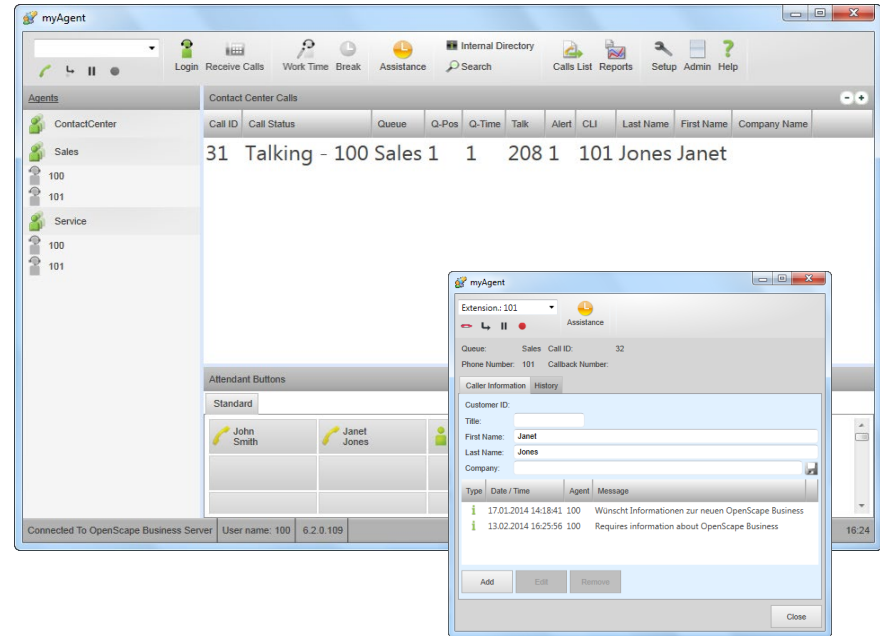 myAgent
Login Receive Calls Work Time Break Assistance Internal Directory Search Calls List Reports Setup Admin Help
Agents
ContactCenter
Sales
100
101
Service
100
101
Contact Center Calls
Call ID Call Status Queue Q-Pos Q-Time Talk Alert CLI Last Name First Name Company Name
31 Talking - 100 Sales 1 1 208 1 101 Jones Janet
Attendant Buttons
Standard
John Smith
Janet Jones
Connected To OpenScape Business Server User name: 100 6.2.0.109 16:24
myAgent
Extension.: 101
Assistance
Queue: Sales Call ID: 32
Phone Number: 101 Callback Number:
Caller Information History
Customer ID:
Title:
First Name: Janet
Last Name: Jones
Company:
Type Date / Time Agent Message
i 17.01.2014 14:18:41 100 Wünscht Informationen zur neuen OpenScape Business
i 13.02.2014 16:25:56 100 Requires information about OpenScape Business
Add Edit Remove
Close